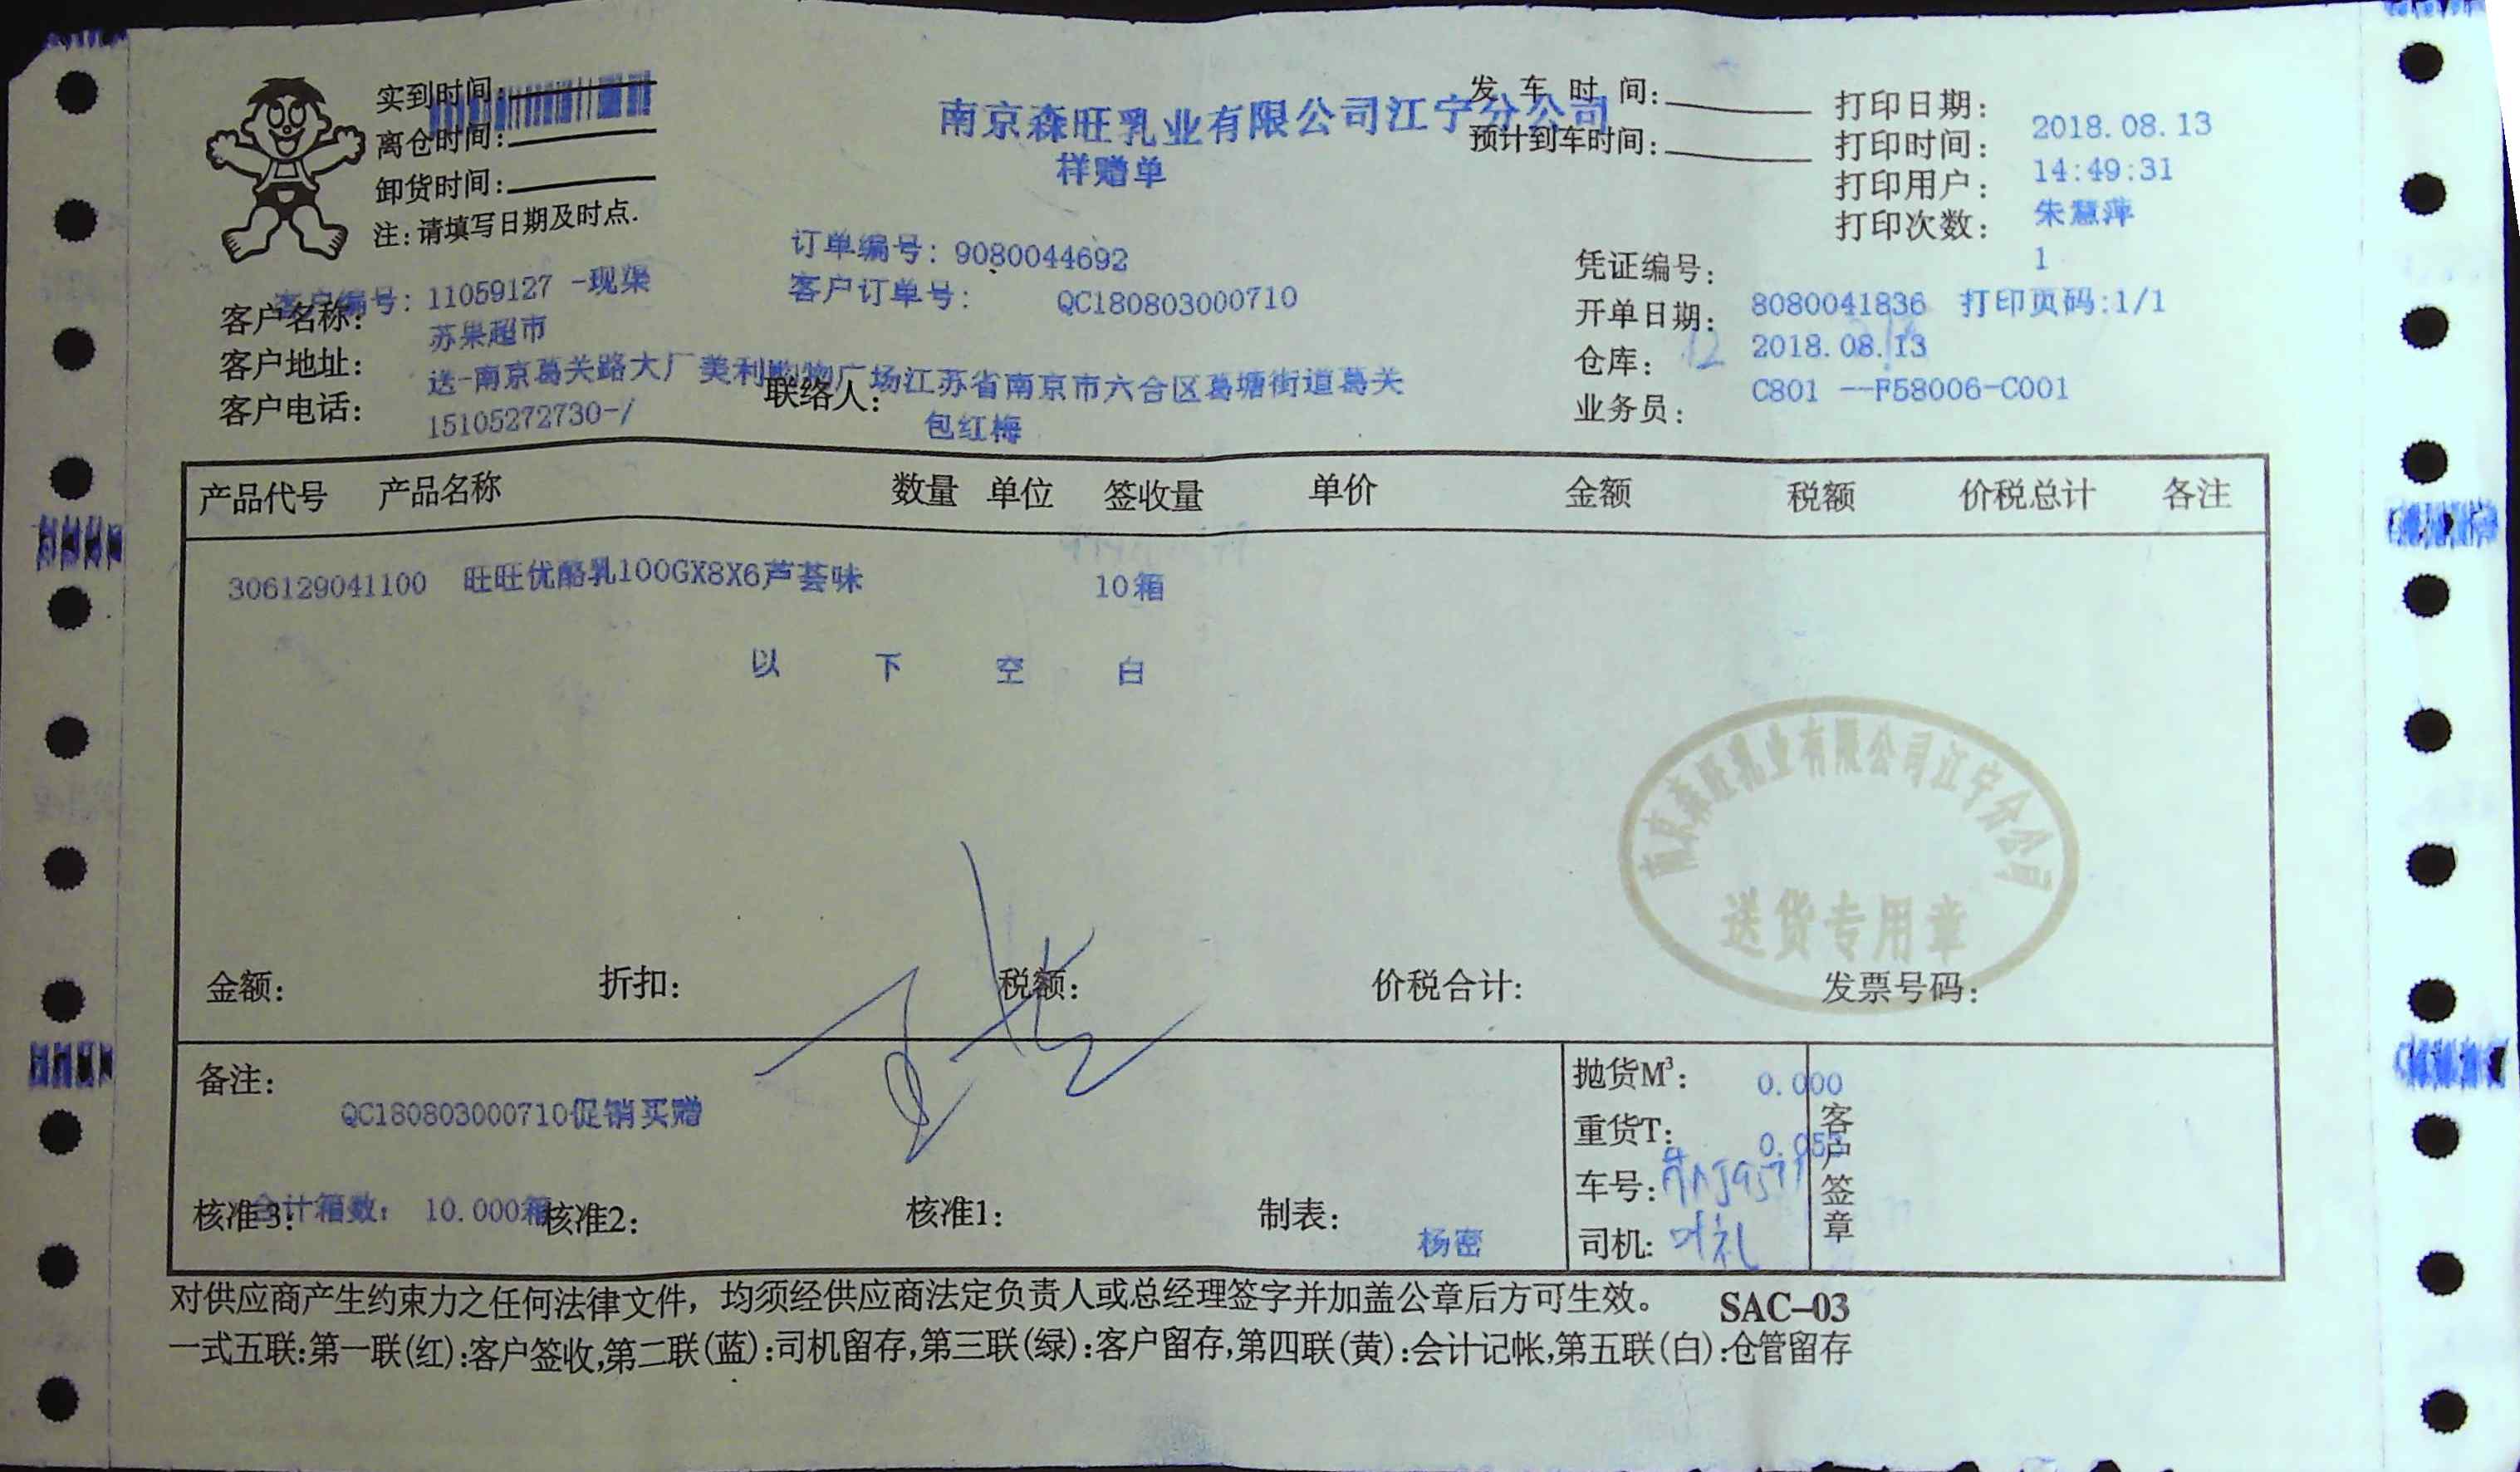 实到时间:
离仓时间:
卸货时间:
注:请填写日期及时点.
南京森旺乳业有限公司江宁分公司
样赠单
发车时间:
预计到车时间:
打印日期: 2018.08.13
打印时间: 14:49:31
打印用户: 朱慧萍
打印次数: 1
订单编号: 9080044692
客户订单号: QC180803000710
凭证编号: 8080041836 打印页码:1/1
开单日期: 2018.08.13
仓库: C801 --F58006-C001
业务员:
客户编号: 11059127 -现渠
客户名称: 苏果超市
客户地址: 送-南京葛关路大厂美利购物广场江苏省南京市六合区葛塘街道葛关
客户电话: 15105272730-/
联络人: 包红梅
产品代号 产品名称 数量 单位 签收量 单价 金额 税额 价税总计 各注
306129041100 旺旺优酪乳100GX8X6芦荟味 10箱
以下空白
南京森旺乳业有限公司江宁分公司
送货专用章
金额: 折扣: 税额: 价税合计: 发票号码:
备注:
QC180803000710促销买赠
合计箱数: 10.000箱
核准3: 核准2: 核准1: 制表: 杨密
抛货M³: 0.000
重货T:
车号:
司机:
客户签章
对供应商产生约束力之任何法律文件，均须经供应商法定负责人或总经理签字并加盖公章后方可生效。 SAC-03
一式五联:第一联(红):客户签收,第二联(蓝):司机留存,第三联(绿):客户留存,第四联(黄):会计记帐,第五联(白):仓管留存